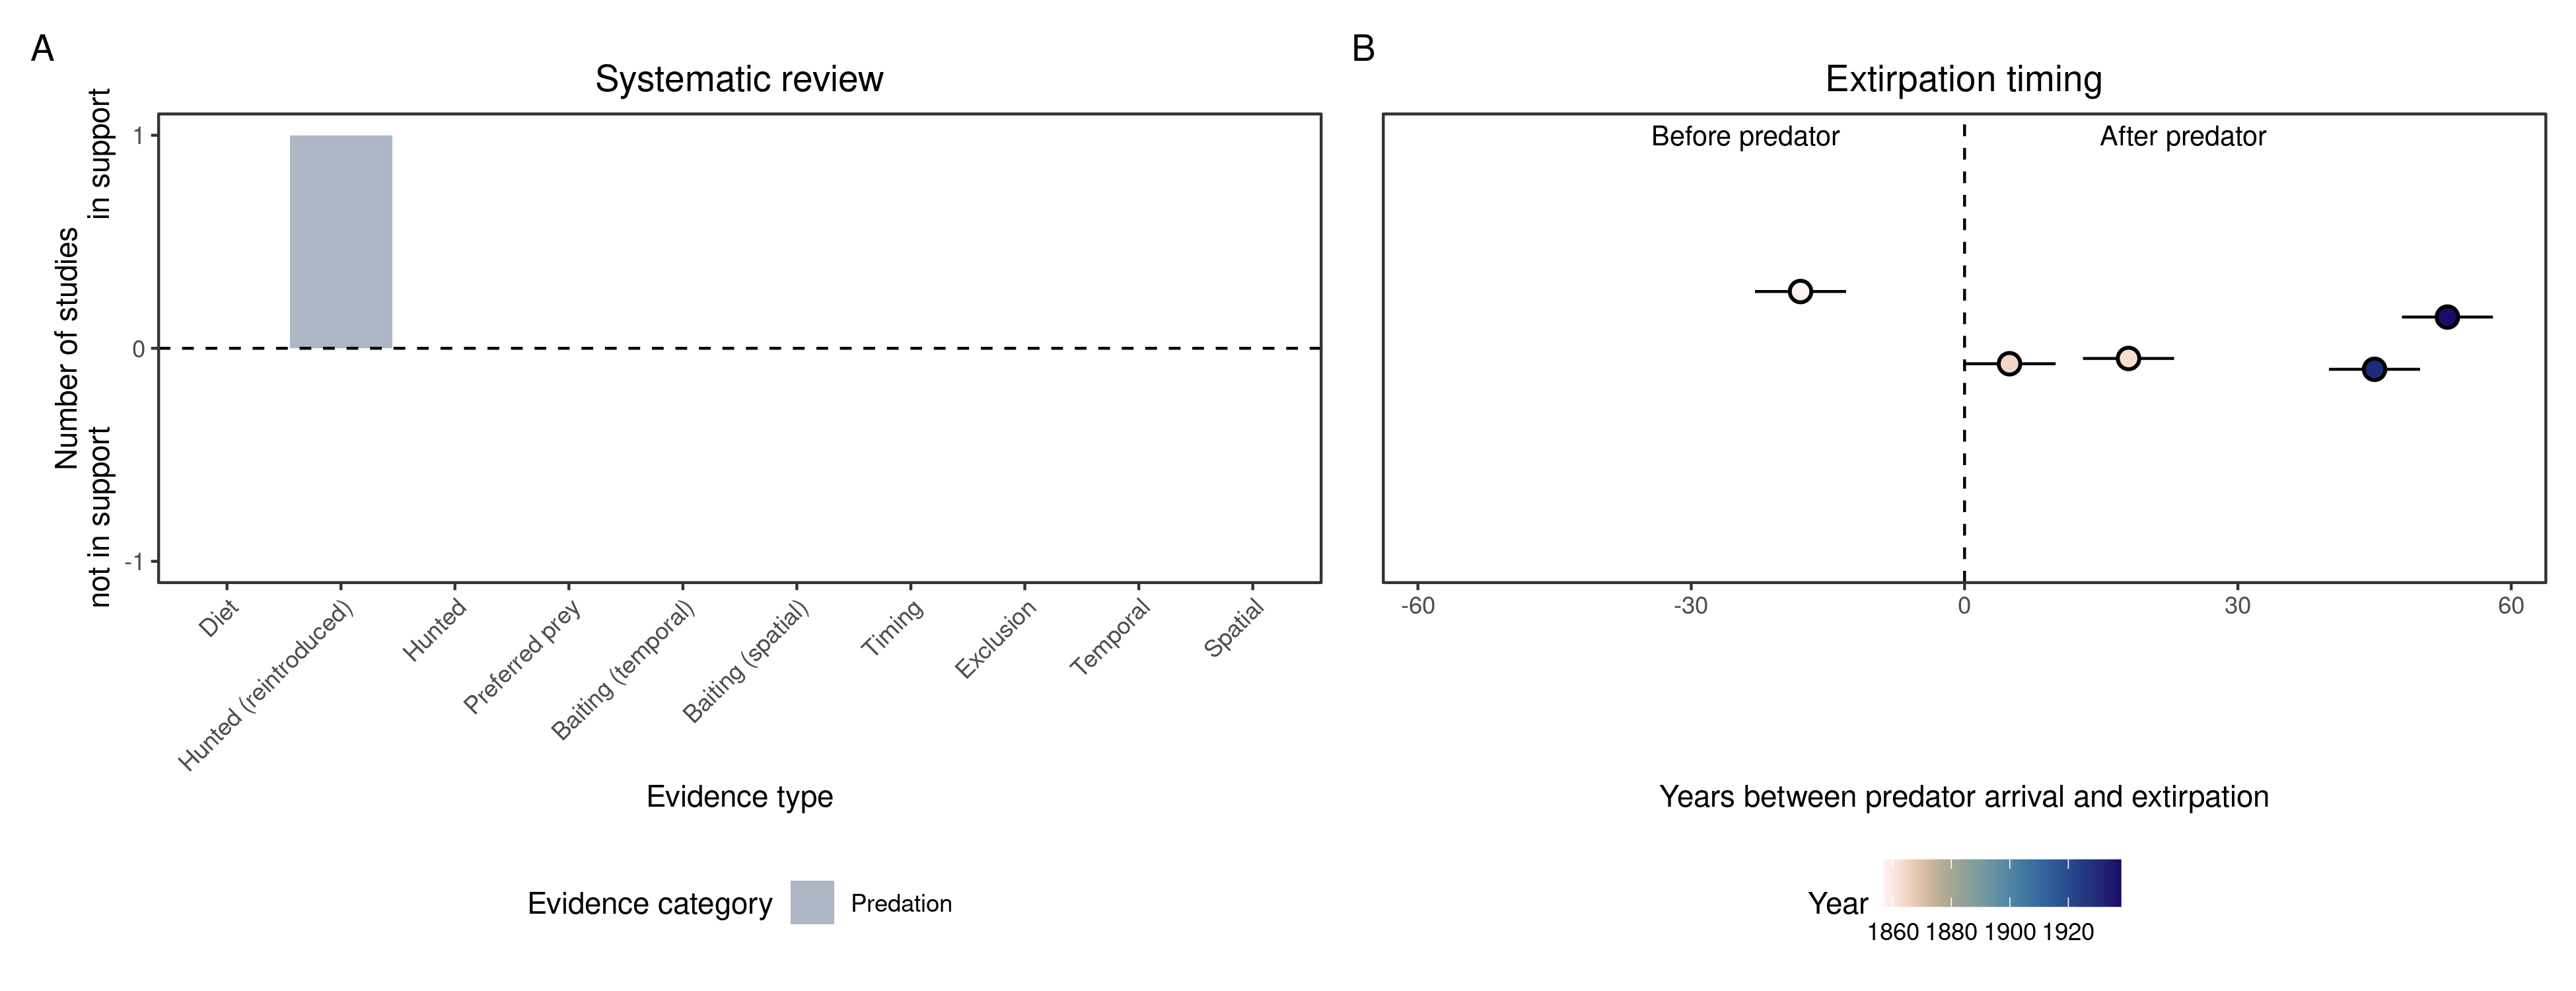 A
Systematic review
Number of studies
not in support in support
1
0
-1
Diet
Hunted (reintroduced)
Hunted
Preferred prey
Baiting (temporal)
Baiting (spatial)
Timing
Exclusion
Temporal
Spatial
Evidence type
Evidence category Predation
B
Extirpation timing
Before predator After predator
-60 -30 0 30 60
Years between predator arrival and extirpation
Year
1860 1880 1900 1920